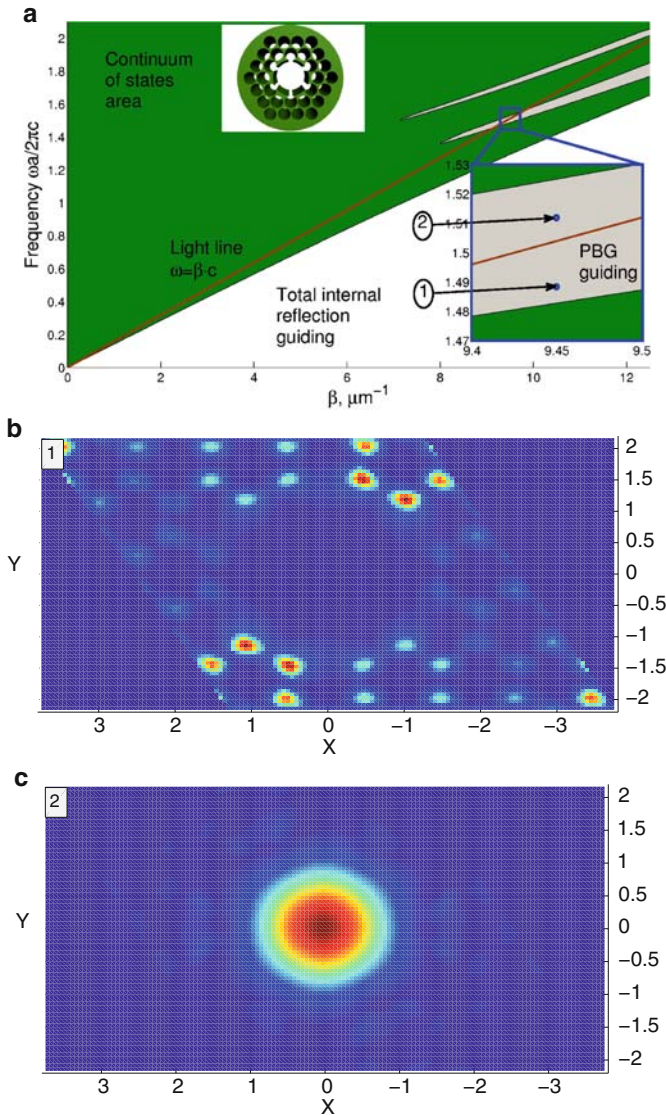 a
Frequency ωa/2πc
2
1.8
1.6
1.4
1.2
1
0.8
0.6
0.4
0.2
0
Continuum
of states
area
Light line
ω=β·c
Total internal
reflection
guiding
1.53
1.52
1.51
1.5
1.49
1.48
1.47
2
1
PBG
guiding
9.4 9.45 9.5
0 2 4 6 8 10 12
β, μm⁻¹
b
1
Y
2
1.5
1
0.5
0
−0.5
−1
−1.5
−2
3 2 1 0 −1 −2 −3
X
c
2
Y
2
1.5
1
0.5
0
−0.5
−1
−1.5
−2
3 2 1 0 −1 −2 −3
X